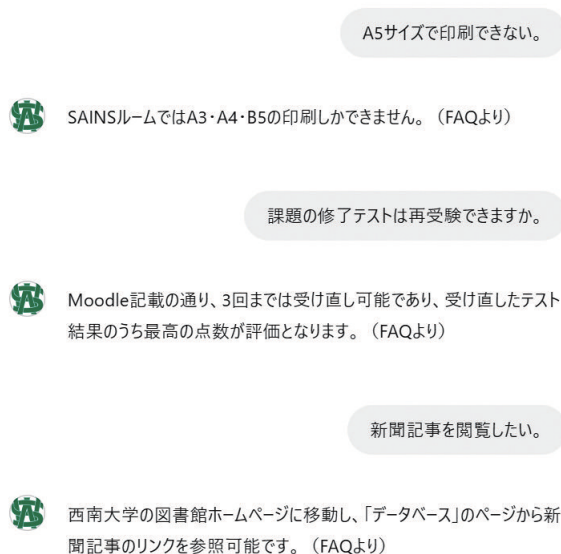 A5サイズで印刷できない。
SAINSルームではA3・A4・B5の印刷しかできません。（FAQより）
課題の修了テストは再受験できますか。
Moodle記載の通り、3回までは受け直し可能であり、受け直したテスト
結果のうち最高の点数が評価となります。（FAQより）
新聞記事を閲覧したい。
西南大学の図書館ホームページに移動し、「データベース」のページから新
聞記事のリンクを参照可能です。（FAQより）